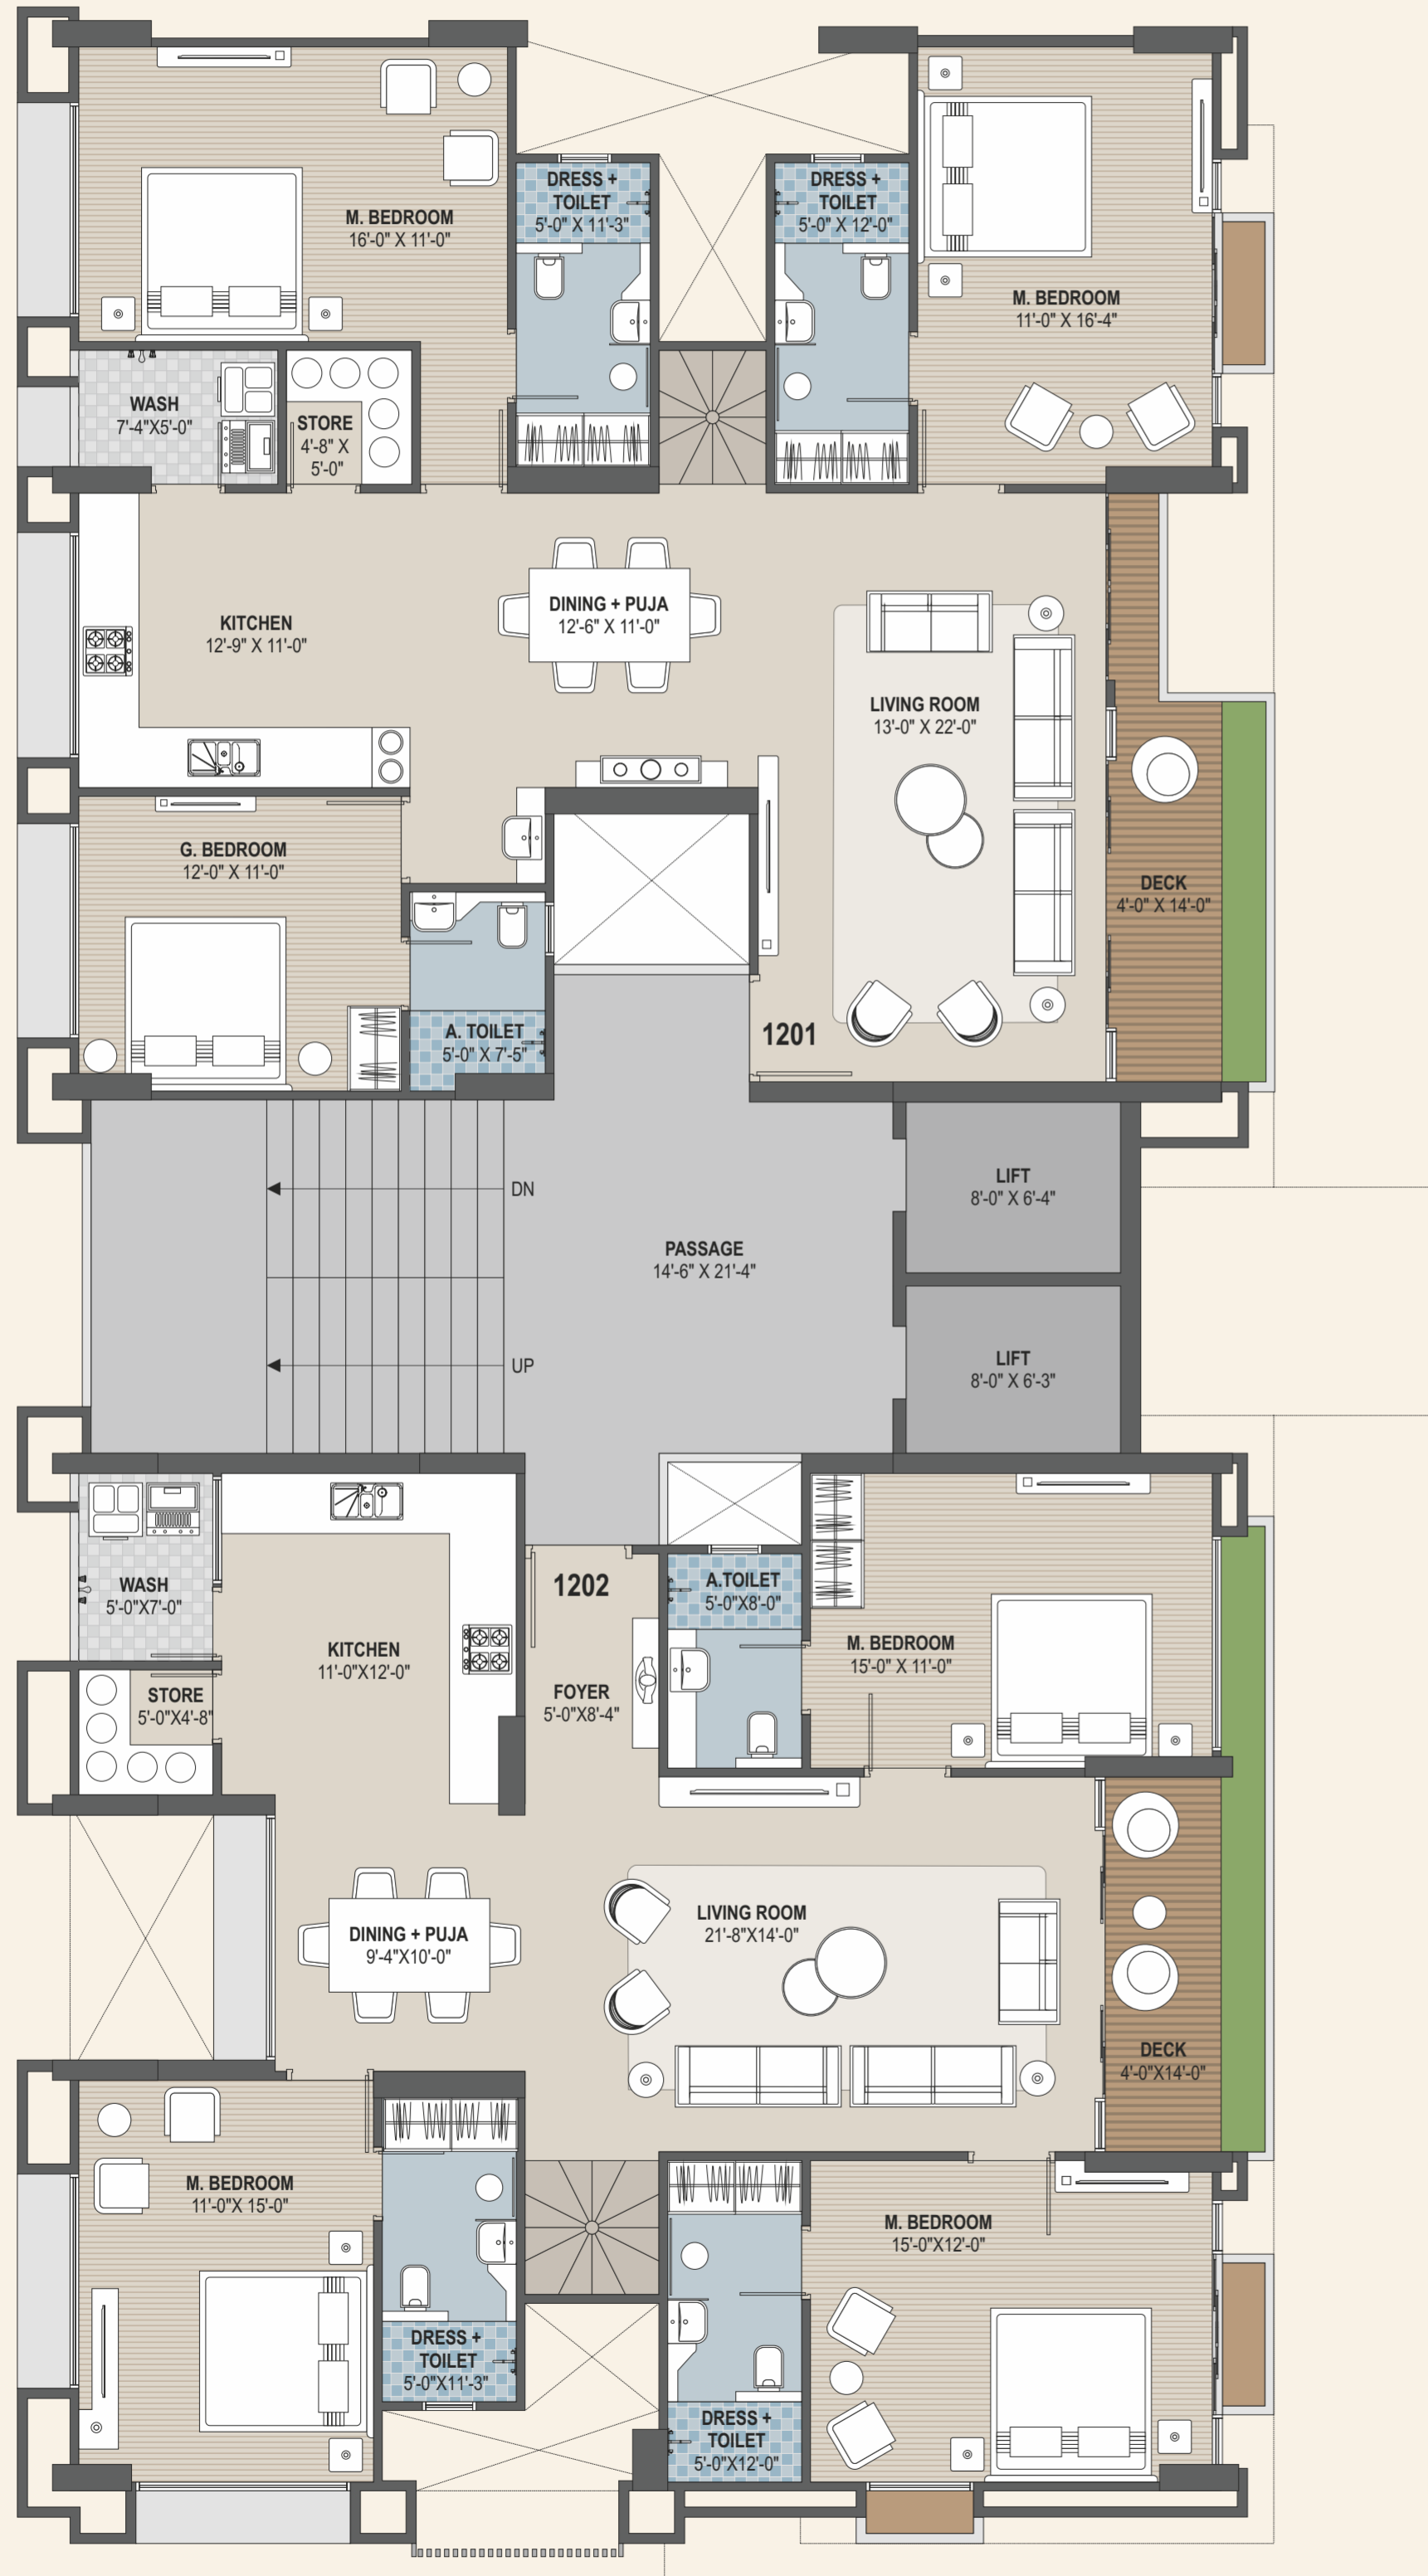 M. BEDROOM
16'-0" X 11'-0"
DRESS +
TOILET
5'-0" X 11'-3"
DRESS +
TOILET
5'-0" X 12'-0"
M. BEDROOM
11'-0" X 16'-4"
WASH
7'-4"X5'-0"
STORE
4'-8" X
5'-0"
KITCHEN
12'-9" X 11'-0"
DINING + PUJA
12'-6" X 11'-0"
LIVING ROOM
13'-0" X 22'-0"
G. BEDROOM
12'-0" X 11'-0"
DECK
4'-0" X 14'-0"
A. TOILET
5'-0" X 7'-5"
1201
DN
LIFT
8'-0" X 6'-4"
PASSAGE
14'-6" X 21'-4"
UP
LIFT
8'-0" X 6'-3"
WASH
5'-0"X7'-0"
KITCHEN
11'-0"X12'-0"
1202
A.TOILET
5'-0"X8'-0"
M. BEDROOM
15'-0" X 11'-0"
STORE
5'-0"X4'-8"
FOYER
5'-0"X8'-4"
DINING + PUJA
9'-4"X10'-0"
LIVING ROOM
21'-8"X14'-0"
DECK
4'-0"X14'-0"
M. BEDROOM
11'-0"X 15'-0"
M. BEDROOM
15'-0"X12'-0"
DRESS +
TOILET
5'-0"X11'-3"
DRESS +
TOILET
5'-0"X12'-0"